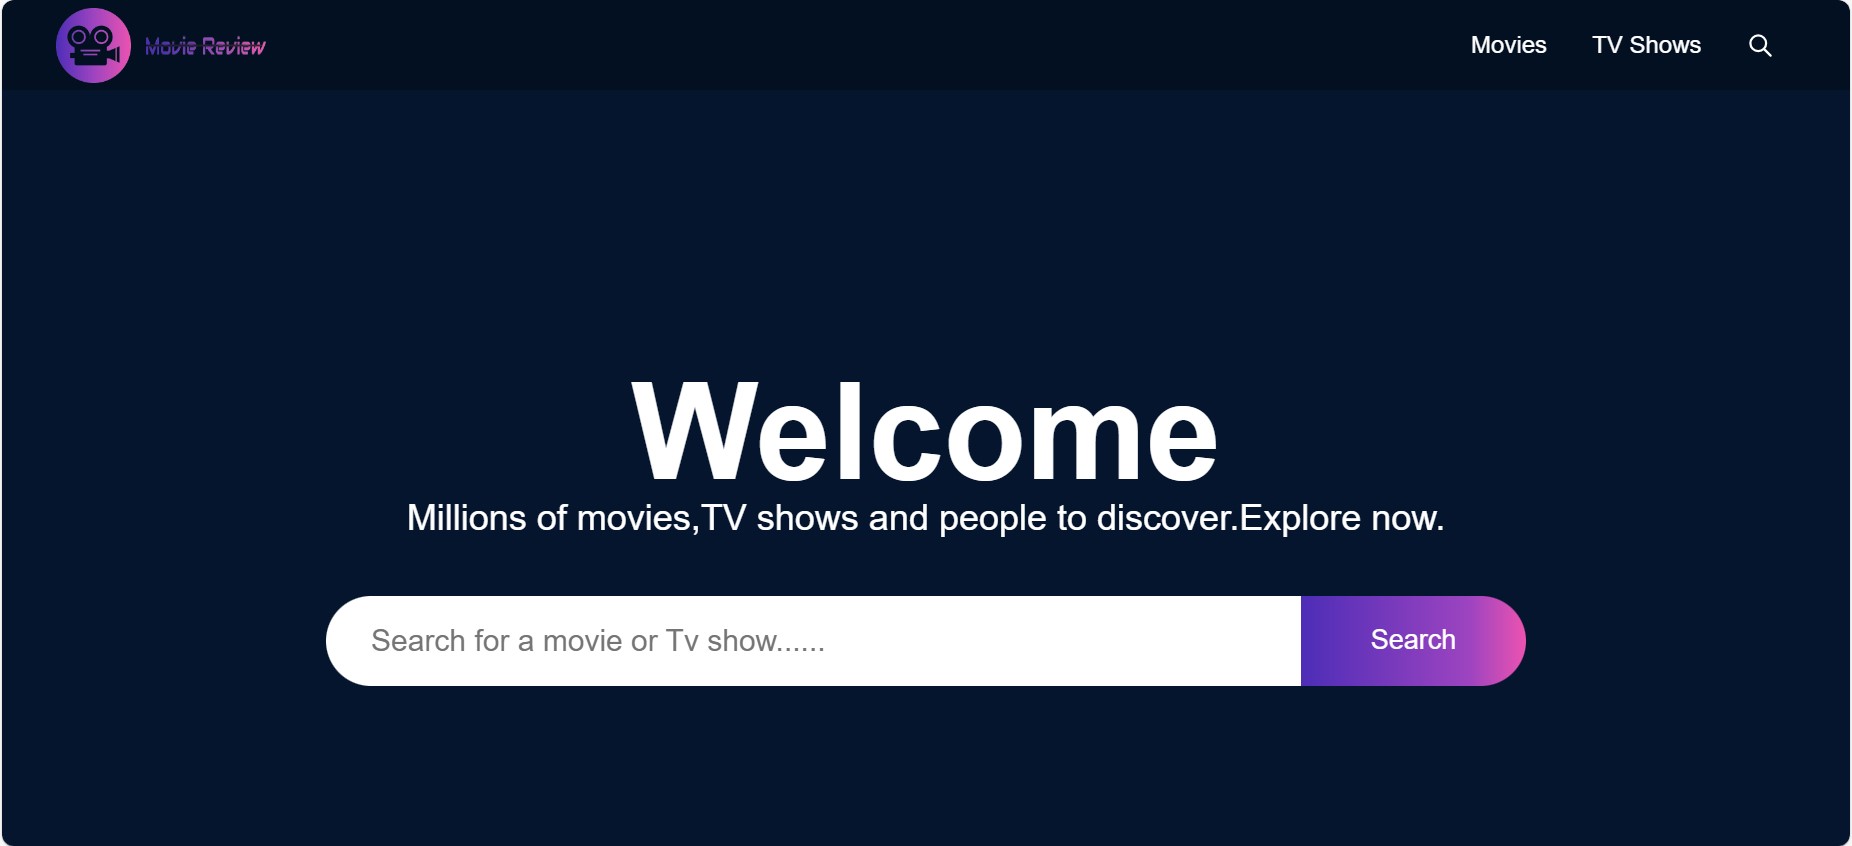 Movie Review
Movies
TV Shows
Welcome
Millions of movies,TV shows and people to discover.Explore now.
Search for a movie or Tv show......
Search